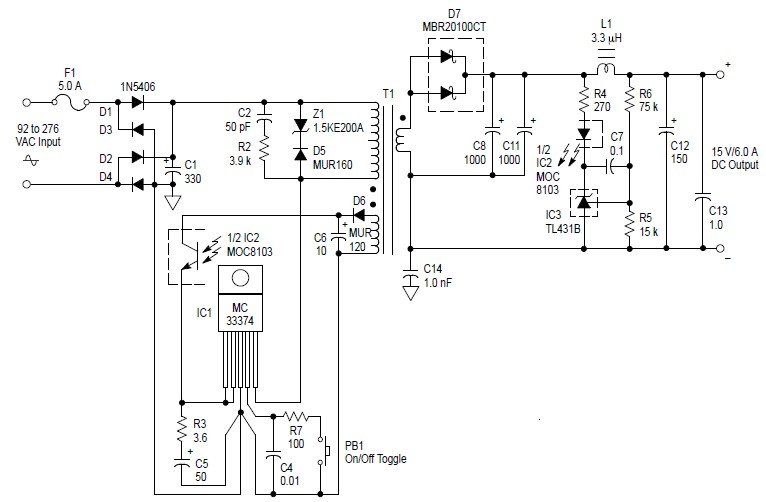 D7
MBR20100CT
L1
3.3 µH
F1
5.0 A
1N5406
D1
D3
D2
D4
92 to 276
VAC Input
C1
330
C2
50 pF
R2
3.9 k
Z1
1.5KE200A
D5
MUR160
T1
C8
1000
C11
1000
R4
270
1/2
IC2
MOC
8103
C7
0.1
R6
75 k
C12
150
+
15 V/6.0 A
DC Output
–
C13
1.0
IC3
TL431B
R5
15 k
D6
MUR
120
C6
10
1/2 IC2
MOC8103
IC1
MC
33374
C14
1.0 nF
R3
3.6
C5
50
R7
100
C4
0.01
PB1
On/Off Toggle